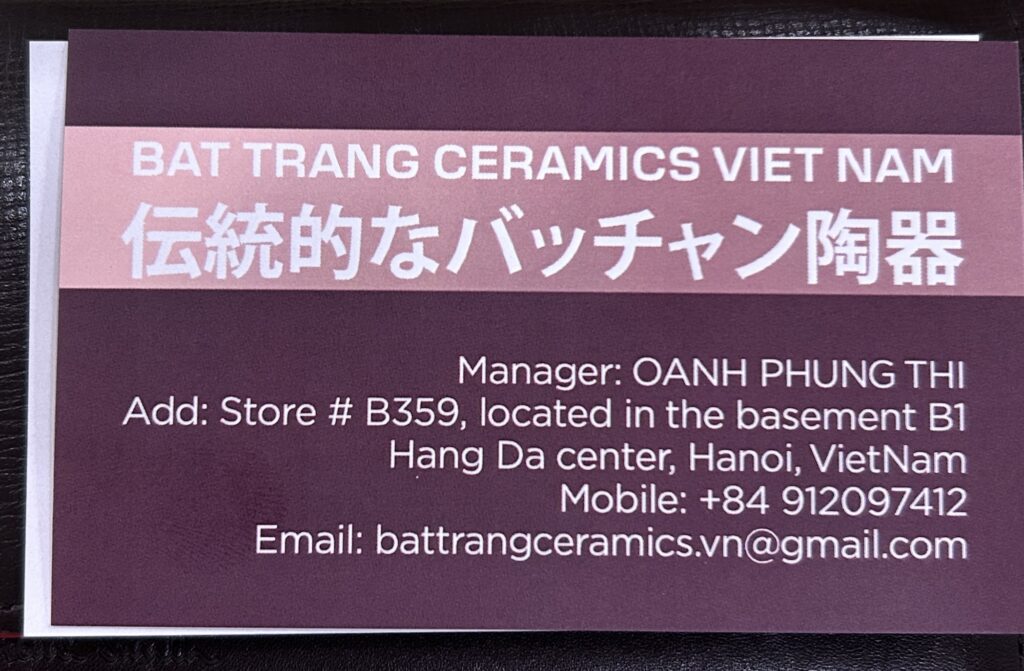 BAT TRANG CERAMICS VIET NAM
伝統的なバッチャン陶器
Manager: OANH PHUNG THI
Add: Store # B359, located in the basement B1
Hang Da center, Hanoi, VietNam
Mobile: +84 912097412
Email: battrangceramics.vn@gmail.com